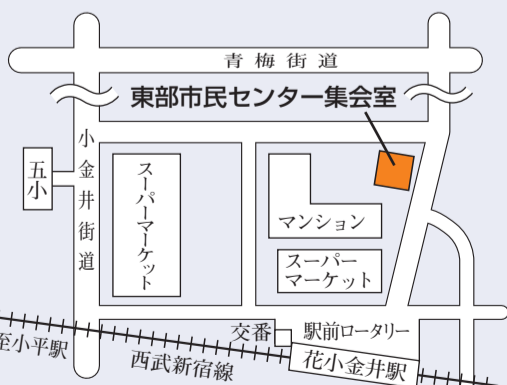 青梅街道
東部市民センター集会室
小金井街道
五小
スーパーマーケット
マンション
スーパー
マーケット
交番
駅前ロータリー
至小平駅
西武新宿線
花小金井駅